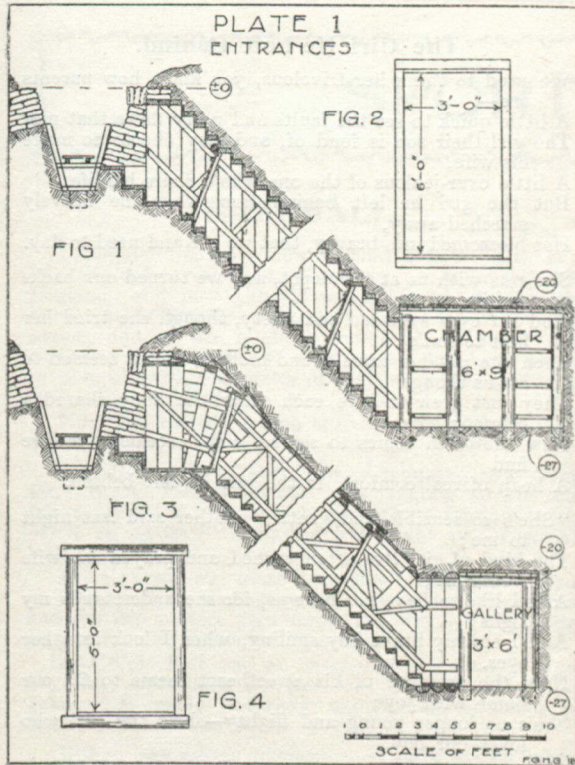 PLATE 1
ENTRANCES
±0
FIG. 2
3'-0"
6'-0"
FIG 1
-20
CHAMBER
6' × 9'
±0
-27
FIG. 3
-20
3'-0"
6'-0"
GALLERY
3' × 6'
FIG. 4
-27
1 2 3 4 5 6 7 8 9 10
SCALE OF FEET